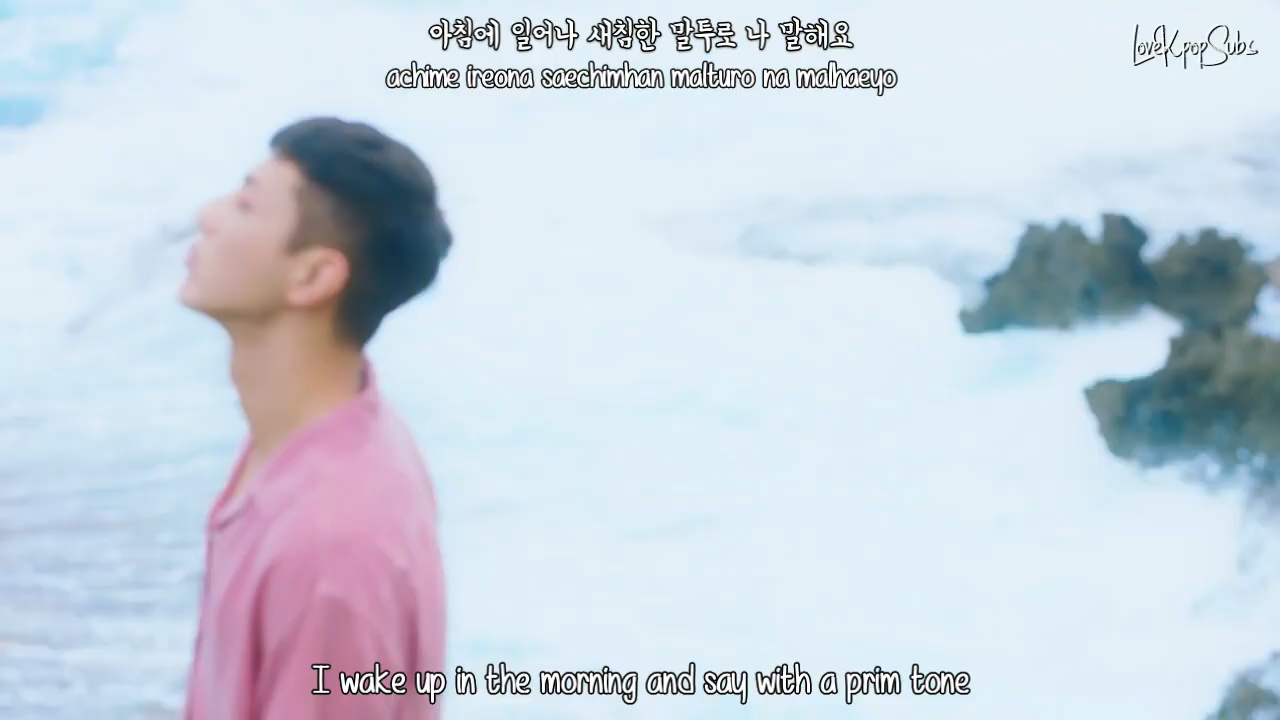 아침에 일어나 새침한 말투로 나 말해요
LoveKpopSubs
achime ireona saechimhan malturo na malhaeyo
I wake up in the morning and say with a prim tone